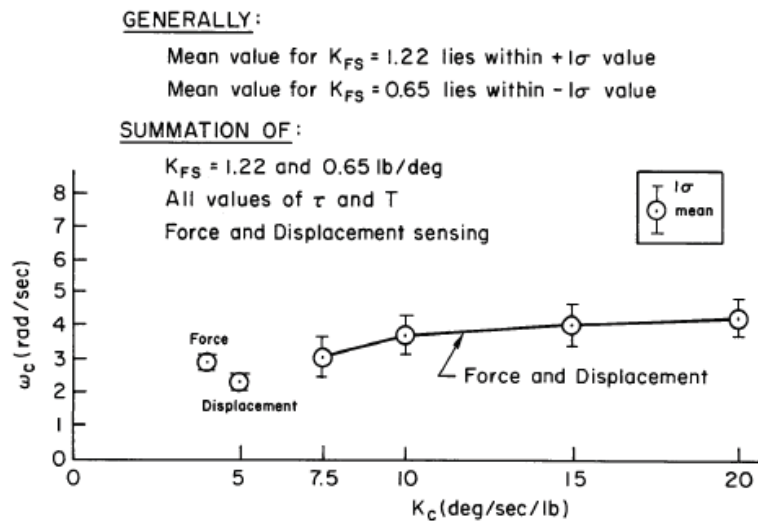 GENERALLY:
Mean value for K_FS = 1.22 lies within + 1σ value
Mean value for K_FS = 0.65 lies within - 1σ value
SUMMATION OF:
K_FS = 1.22 and 0.65 lb/deg
All values of τ and T
Force and Displacement sensing
1σ
mean
8
7
6
5
4
3
2
1
0
ω_c (rad/sec)
Force
Displacement
Force and Displacement
0 5 7.5 10 15 20
K_c (deg/sec/lb)